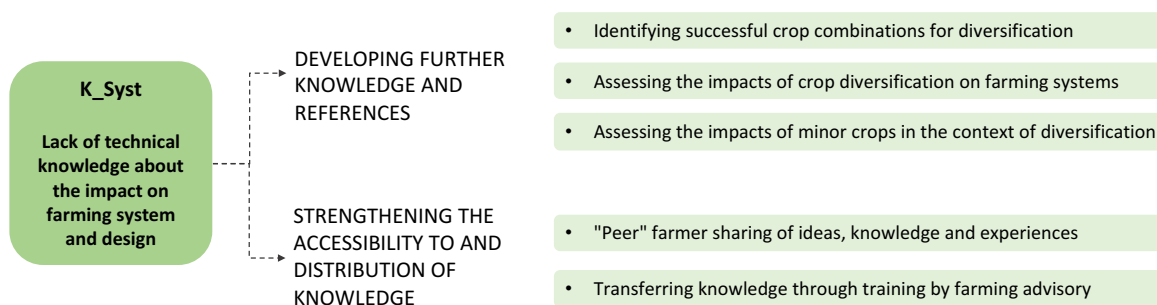 K_Syst
Lack of technical
knowledge about
the impact on
farming system
and design
DEVELOPING FURTHER
KNOWLEDGE AND
REFERENCES
• Identifying successful crop combinations for diversification
• Assessing the impacts of crop diversification on farming systems
• Assessing the impacts of minor crops in the context of diversification
STRENGTHENING THE
ACCESSIBILITY TO AND
DISTRIBUTION OF
KNOWLEDGE
• "Peer" farmer sharing of ideas, knowledge and experiences
• Transferring knowledge through training by farming advisory